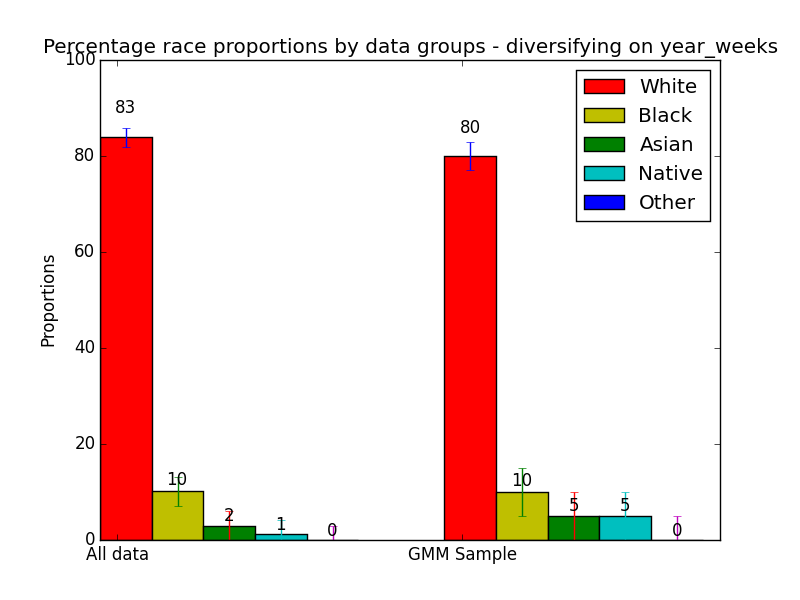 Percentage race proportions by data groups - diversifying on year_weeks
100
80
60
40
20
0
Proportions
83
10
2
1
0
80
10
5
5
0
All data
GMM Sample
White
Black
Asian
Native
Other